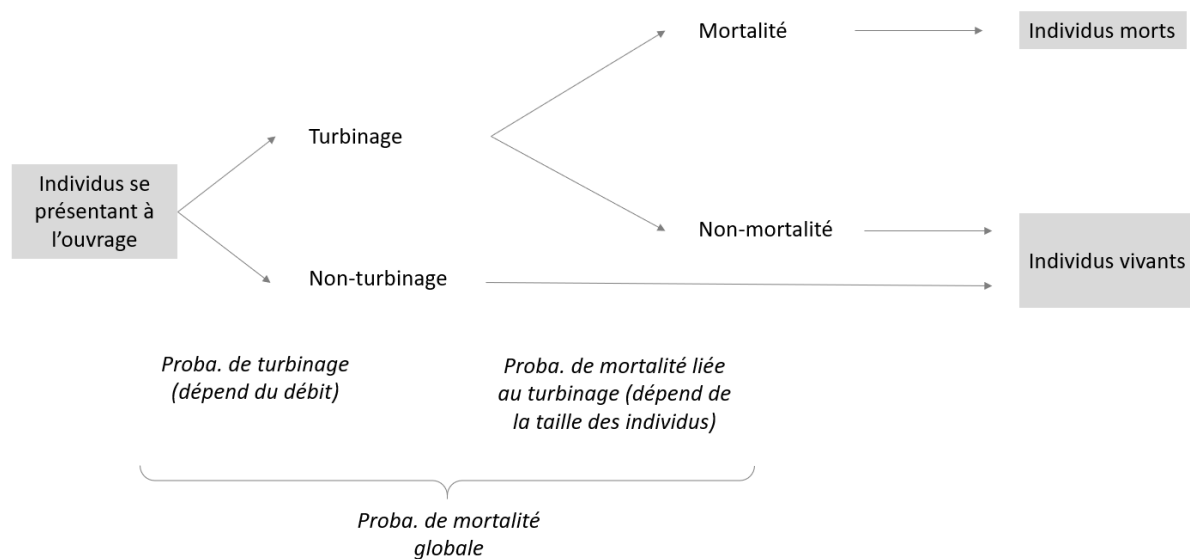 Mortalité
Individus morts
Turbinage
Individus se
présentant à
l'ouvrage
Non-mortalité
Individus vivants
Non-turbinage
Proba. de turbinage
(dépend du débit)
Proba. de mortalité liée
au turbinage (dépend de
la taille des individus)
Proba. de mortalité
globale